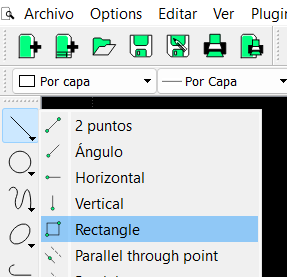 Archivo Options Editar Ver Plugin
Por capa Por Capa
2 puntos
Ángulo
Horizontal
Vertical
Rectangle
Parallel through point